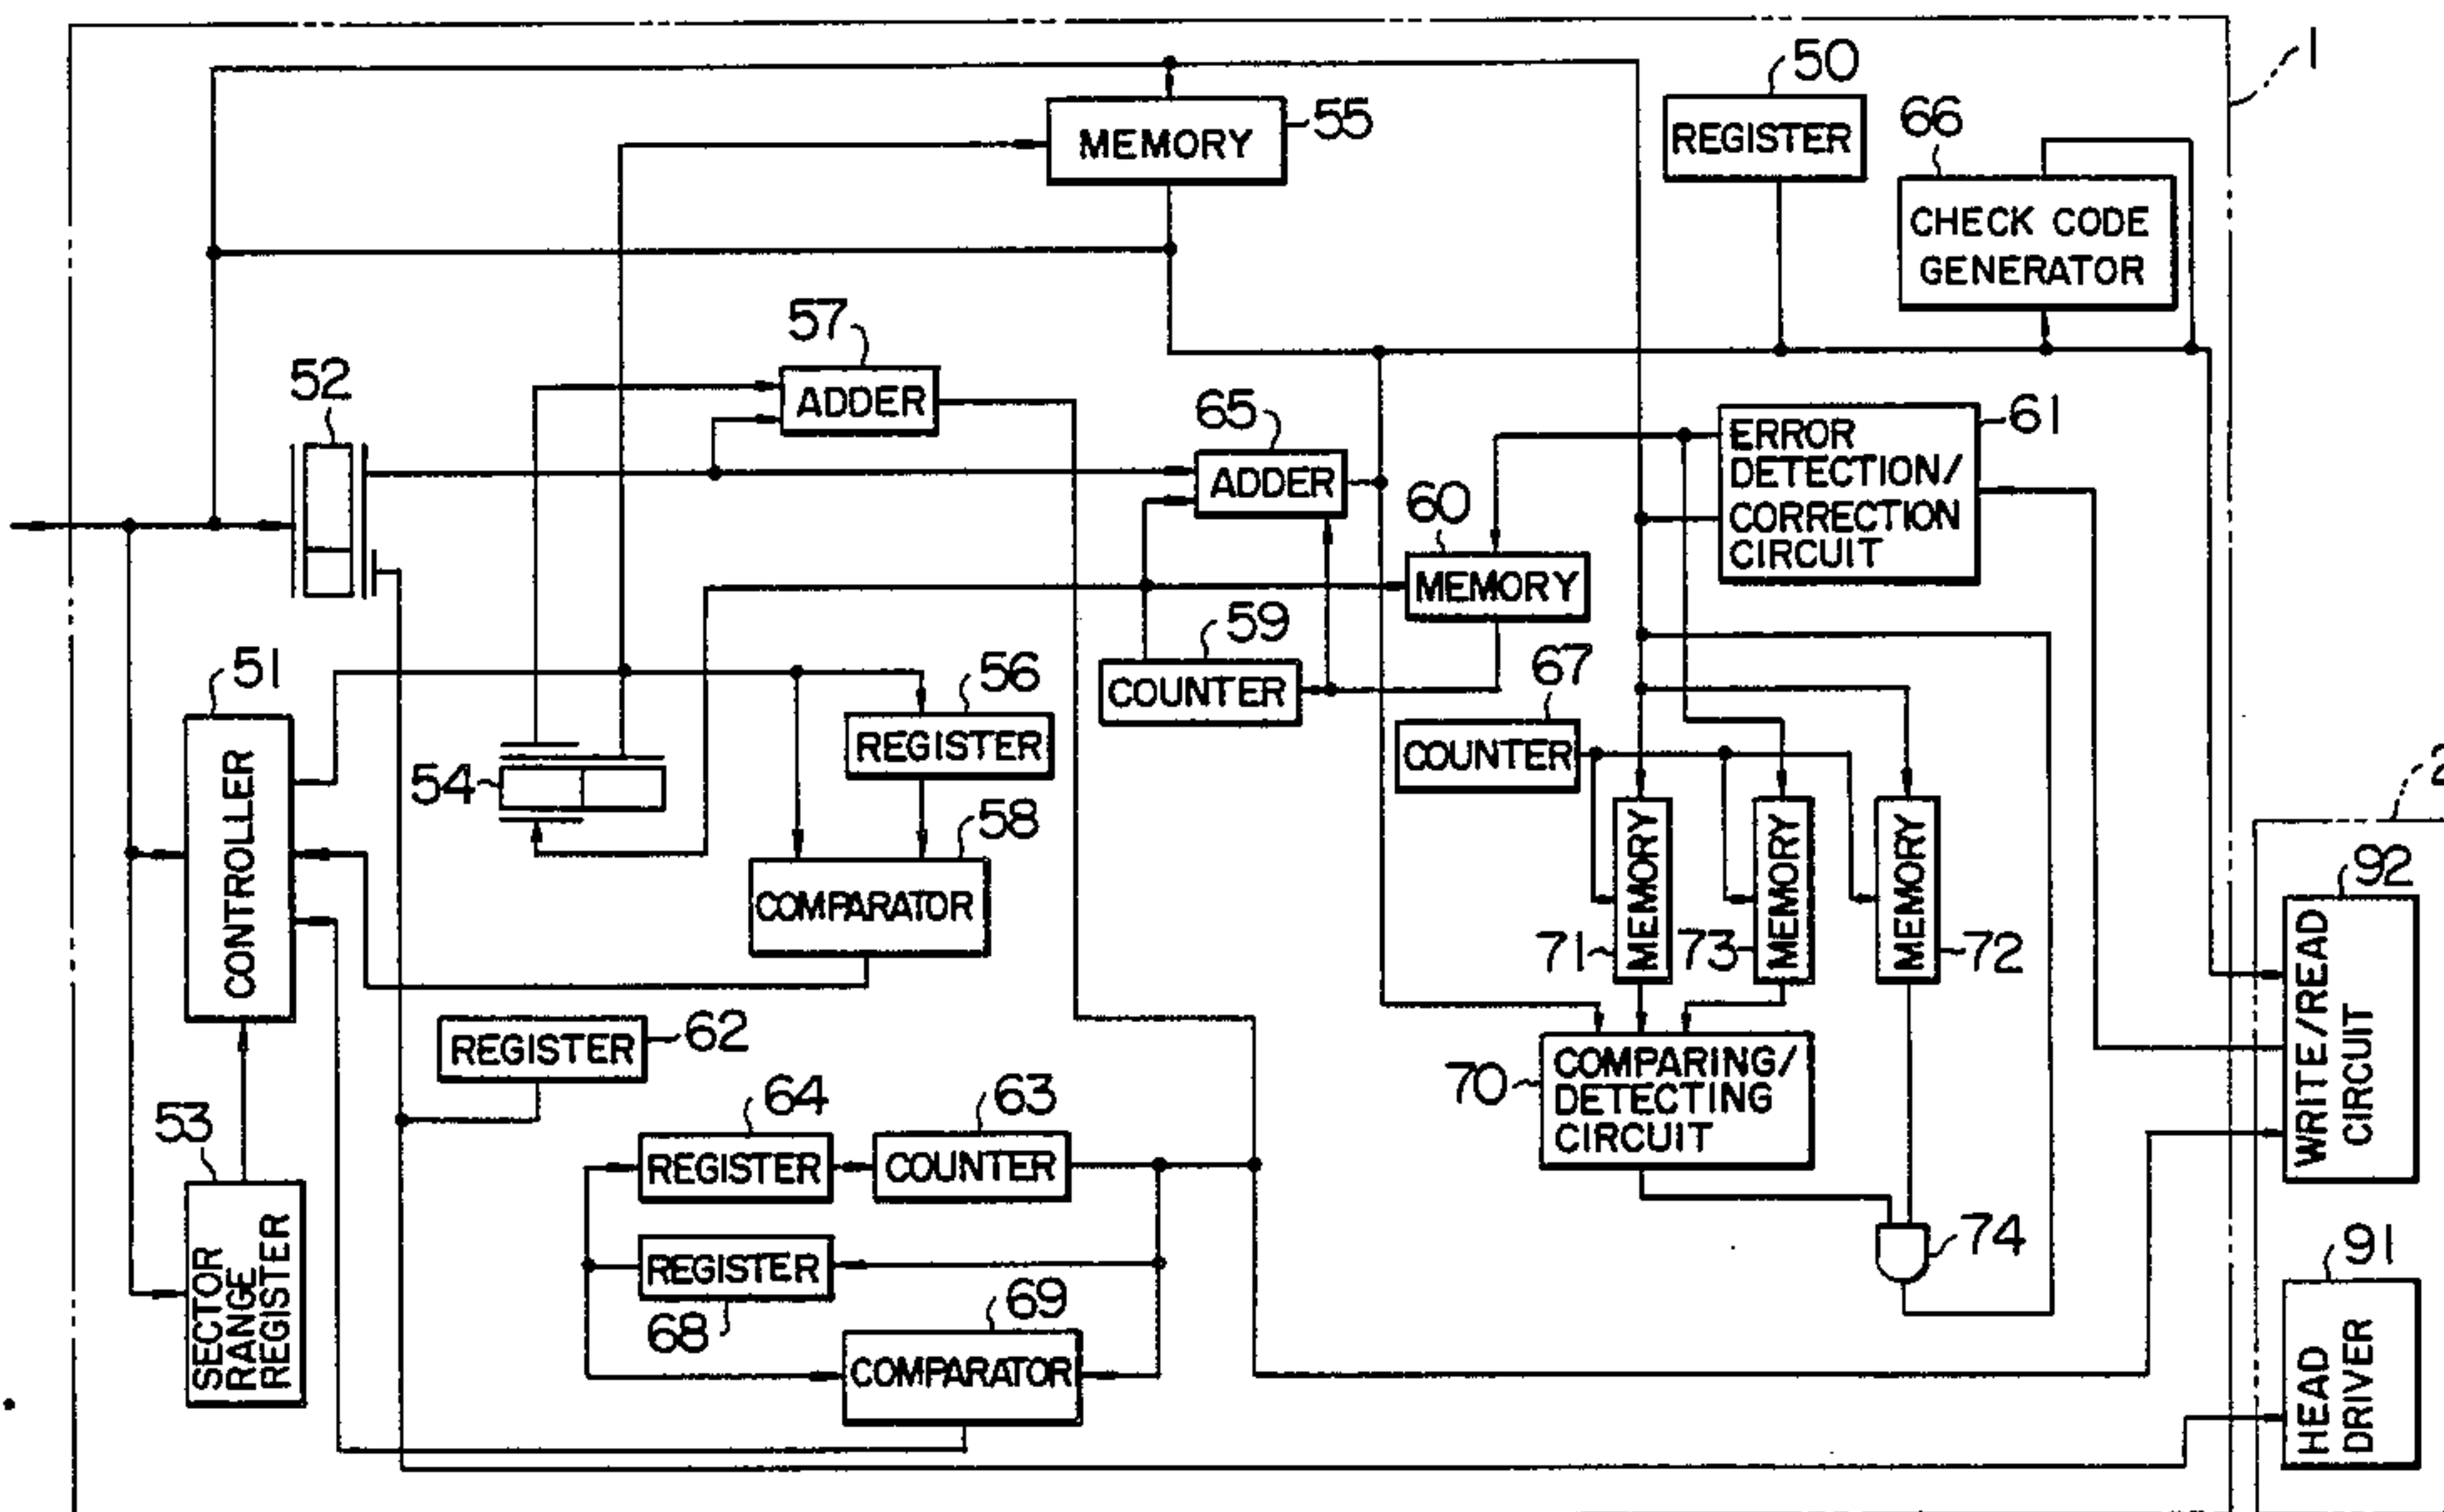 1
50
REGISTER
66
CHECK CODE
GENERATOR
MEMORY
55
57
ADDER
52
65
ADDER
61
ERROR
DETECTION/
CORRECTION
CIRCUIT
60
MEMORY
59
COUNTER
67
COUNTER
51
CONTROLLER
56
REGISTER
54
58
COMPARATOR
2
71
MEMORY
73
MEMORY
MEMORY
72
92
WRITE/READ
CIRCUIT
REGISTER
62
70
COMPARING/
DETECTING
CIRCUIT
53
SECTOR
RANGE
REGISTER
64
REGISTER
63
COUNTER
REGISTER
68
69
COMPARATOR
74
91
HEAD
DRIVER